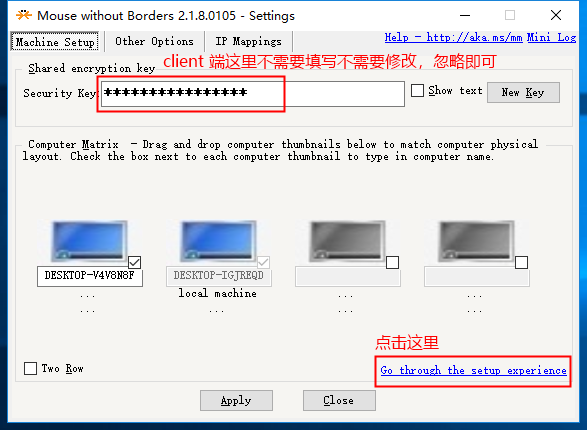 Mouse without Borders 2.1.8.0105 - Settings
Machine Setup Other Options IP Mappings Help - http://aka.ms/mm Mini Log
Shared encryption key
client 端这里不需要填写不需要修改，忽略即可
Security Key: **************** Show text New Key
Computer Matrix - Drag and drop computer thumbnails below to match computer physical
layout. Check the box next to each computer thumbnail to type in computer name.
DESKTOP-V4V8N8F DESKTOP-IGJREQD
... local machine ... ...
... ... ... ...
点击这里
Two Row Go through the setup experience
Apply Close